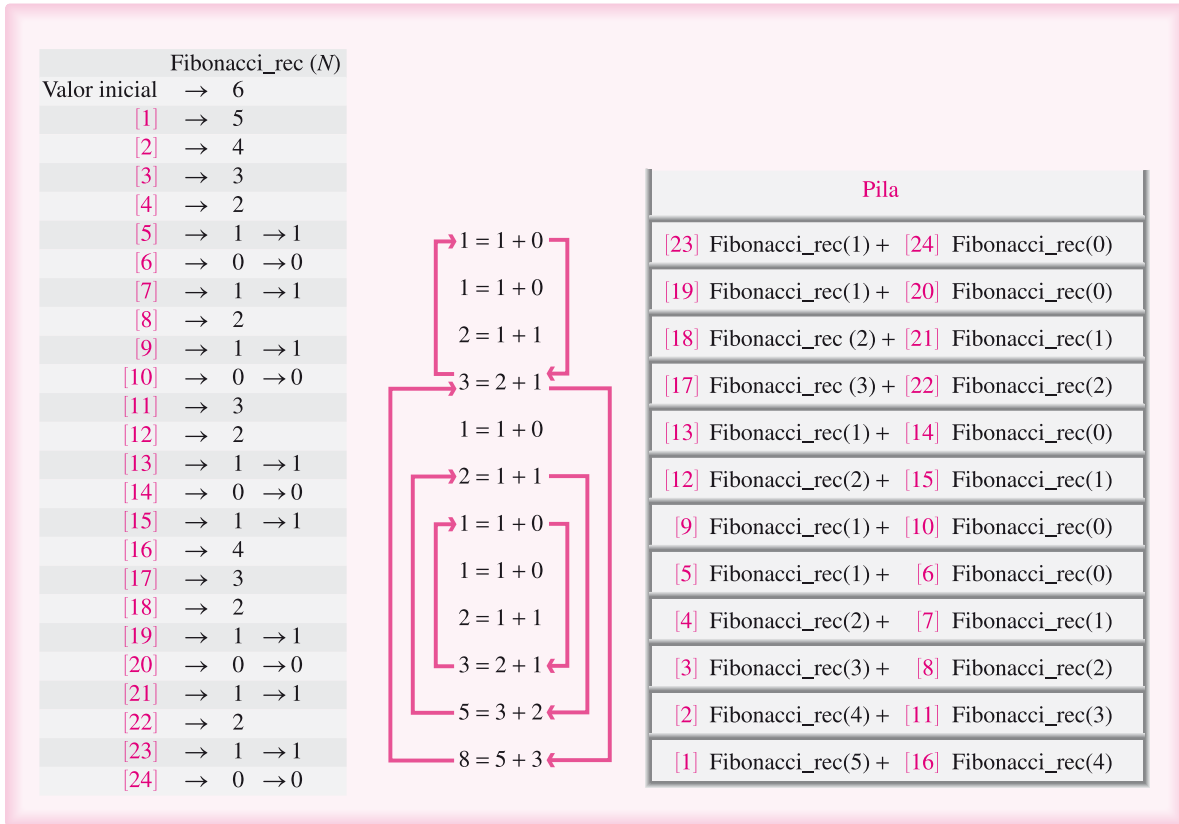 Fibonacci_rec (N)
Valor inicial → 6
[1] → 5
[2] → 4
[3] → 3
[4] → 2
[5] → 1 → 1
[6] → 0 → 0
[7] → 1 → 1
[8] → 2
[9] → 1 → 1
[10] → 0 → 0
[11] → 3
[12] → 2
[13] → 1 → 1
[14] → 0 → 0
[15] → 1 → 1
[16] → 4
[17] → 3
[18] → 2
[19] → 1 → 1
[20] → 0 → 0
[21] → 1 → 1
[22] → 2
[23] → 1 → 1
[24] → 0 → 0
1 = 1 + 0
1 = 1 + 0
2 = 1 + 1
3 = 2 + 1
1 = 1 + 0
2 = 1 + 1
1 = 1 + 0
1 = 1 + 0
2 = 1 + 1
3 = 2 + 1
5 = 3 + 2
8 = 5 + 3
Pila
[23] Fibonacci_rec(1) + [24] Fibonacci_rec(0)
[19] Fibonacci_rec(1) + [20] Fibonacci_rec(0)
[18] Fibonacci_rec (2) + [21] Fibonacci_rec(1)
[17] Fibonacci_rec (3) + [22] Fibonacci_rec(2)
[13] Fibonacci_rec(1) + [14] Fibonacci_rec(0)
[12] Fibonacci_rec(2) + [15] Fibonacci_rec(1)
[9] Fibonacci_rec(1) + [10] Fibonacci_rec(0)
[5] Fibonacci_rec(1) + [6] Fibonacci_rec(0)
[4] Fibonacci_rec(2) + [7] Fibonacci_rec(1)
[3] Fibonacci_rec(3) + [8] Fibonacci_rec(2)
[2] Fibonacci_rec(4) + [11] Fibonacci_rec(3)
[1] Fibonacci_rec(5) + [16] Fibonacci_rec(4)